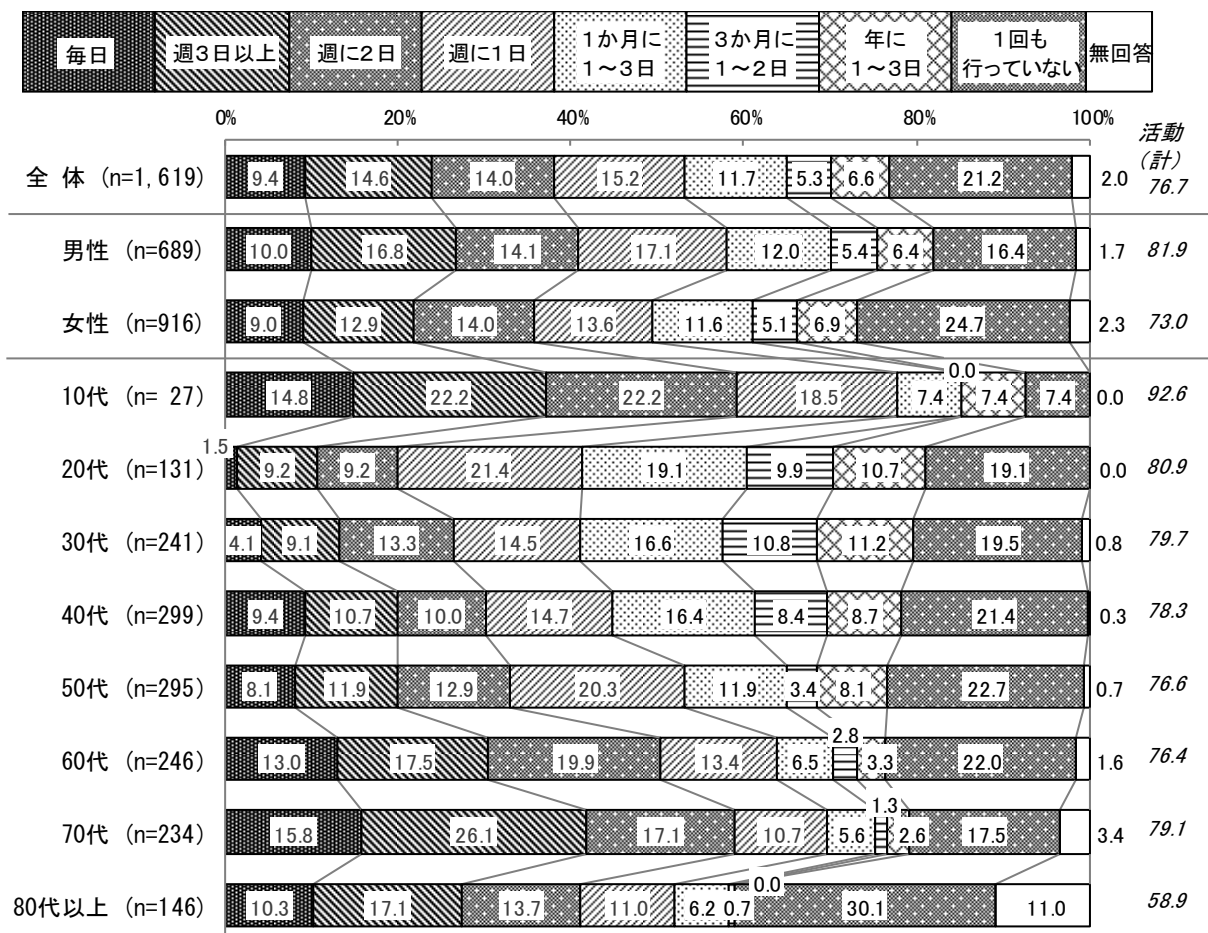 毎日 週3日以上 週に2日 週に1日 1か月に 3か月に 年に 1回も 無回答
1～3日 1～2日 1～3日 行っていない
0% 20% 40% 60% 80% 100%
活動
(計)
全 体 (n=1,619) 9.4 14.6 14.0 15.2 11.7 5.3 6.6 21.2 2.0 76.7
男性 (n=689) 10.0 16.8 14.1 17.1 12.0 5.4 6.4 16.4 1.7 81.9
女性 (n=916) 9.0 12.9 14.0 13.6 11.6 5.1 6.9 24.7 2.3 73.0
0.0
10代 (n= 27) 14.8 22.2 22.2 18.5 7.4 7.4 7.4 0.0 92.6
1.5
20代 (n=131) 9.2 9.2 21.4 19.1 9.9 10.7 19.1 0.0 80.9
30代 (n=241) 4.1 9.1 13.3 14.5 16.6 10.8 11.2 19.5 0.8 79.7
40代 (n=299) 9.4 10.7 10.0 14.7 16.4 8.4 8.7 21.4 0.3 78.3
50代 (n=295) 8.1 11.9 12.9 20.3 11.9 3.4 8.1 22.7 0.7 76.6
2.8
60代 (n=246) 13.0 17.5 19.9 13.4 6.5 3.3 22.0 1.6 76.4
1.3
70代 (n=234) 15.8 26.1 17.1 10.7 5.6 2.6 17.5 3.4 79.1
0.0
80代以上 (n=146) 10.3 17.1 13.7 11.0 6.2 0.7 30.1 11.0 58.9